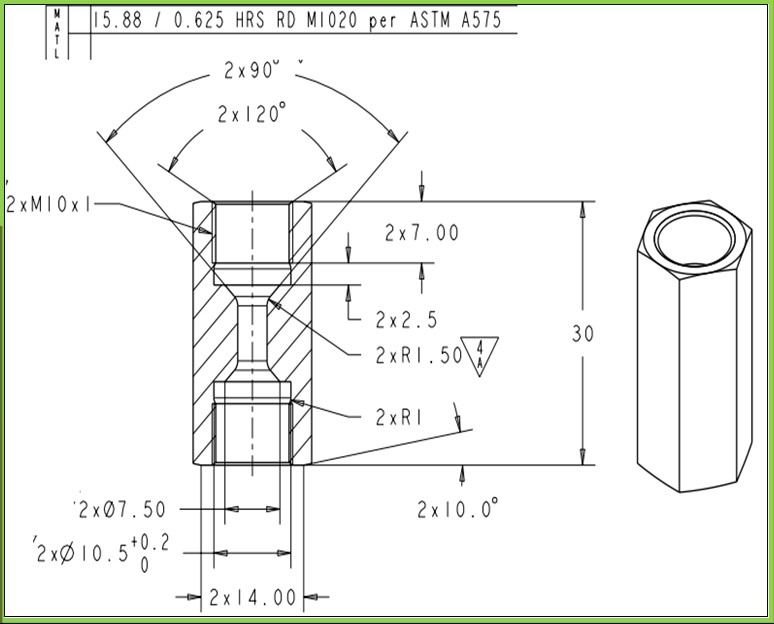 MATL
15.88 / 0.625 HRS RD M1020 per ASTM A575
2x90°
2x120°
2xM10x1
2x7.00
2x2.5
30
2xR1.50
4
A
2xR1
2x10.0°
2xØ7.50
2xØ10.5 +0.2
0
2x14.00